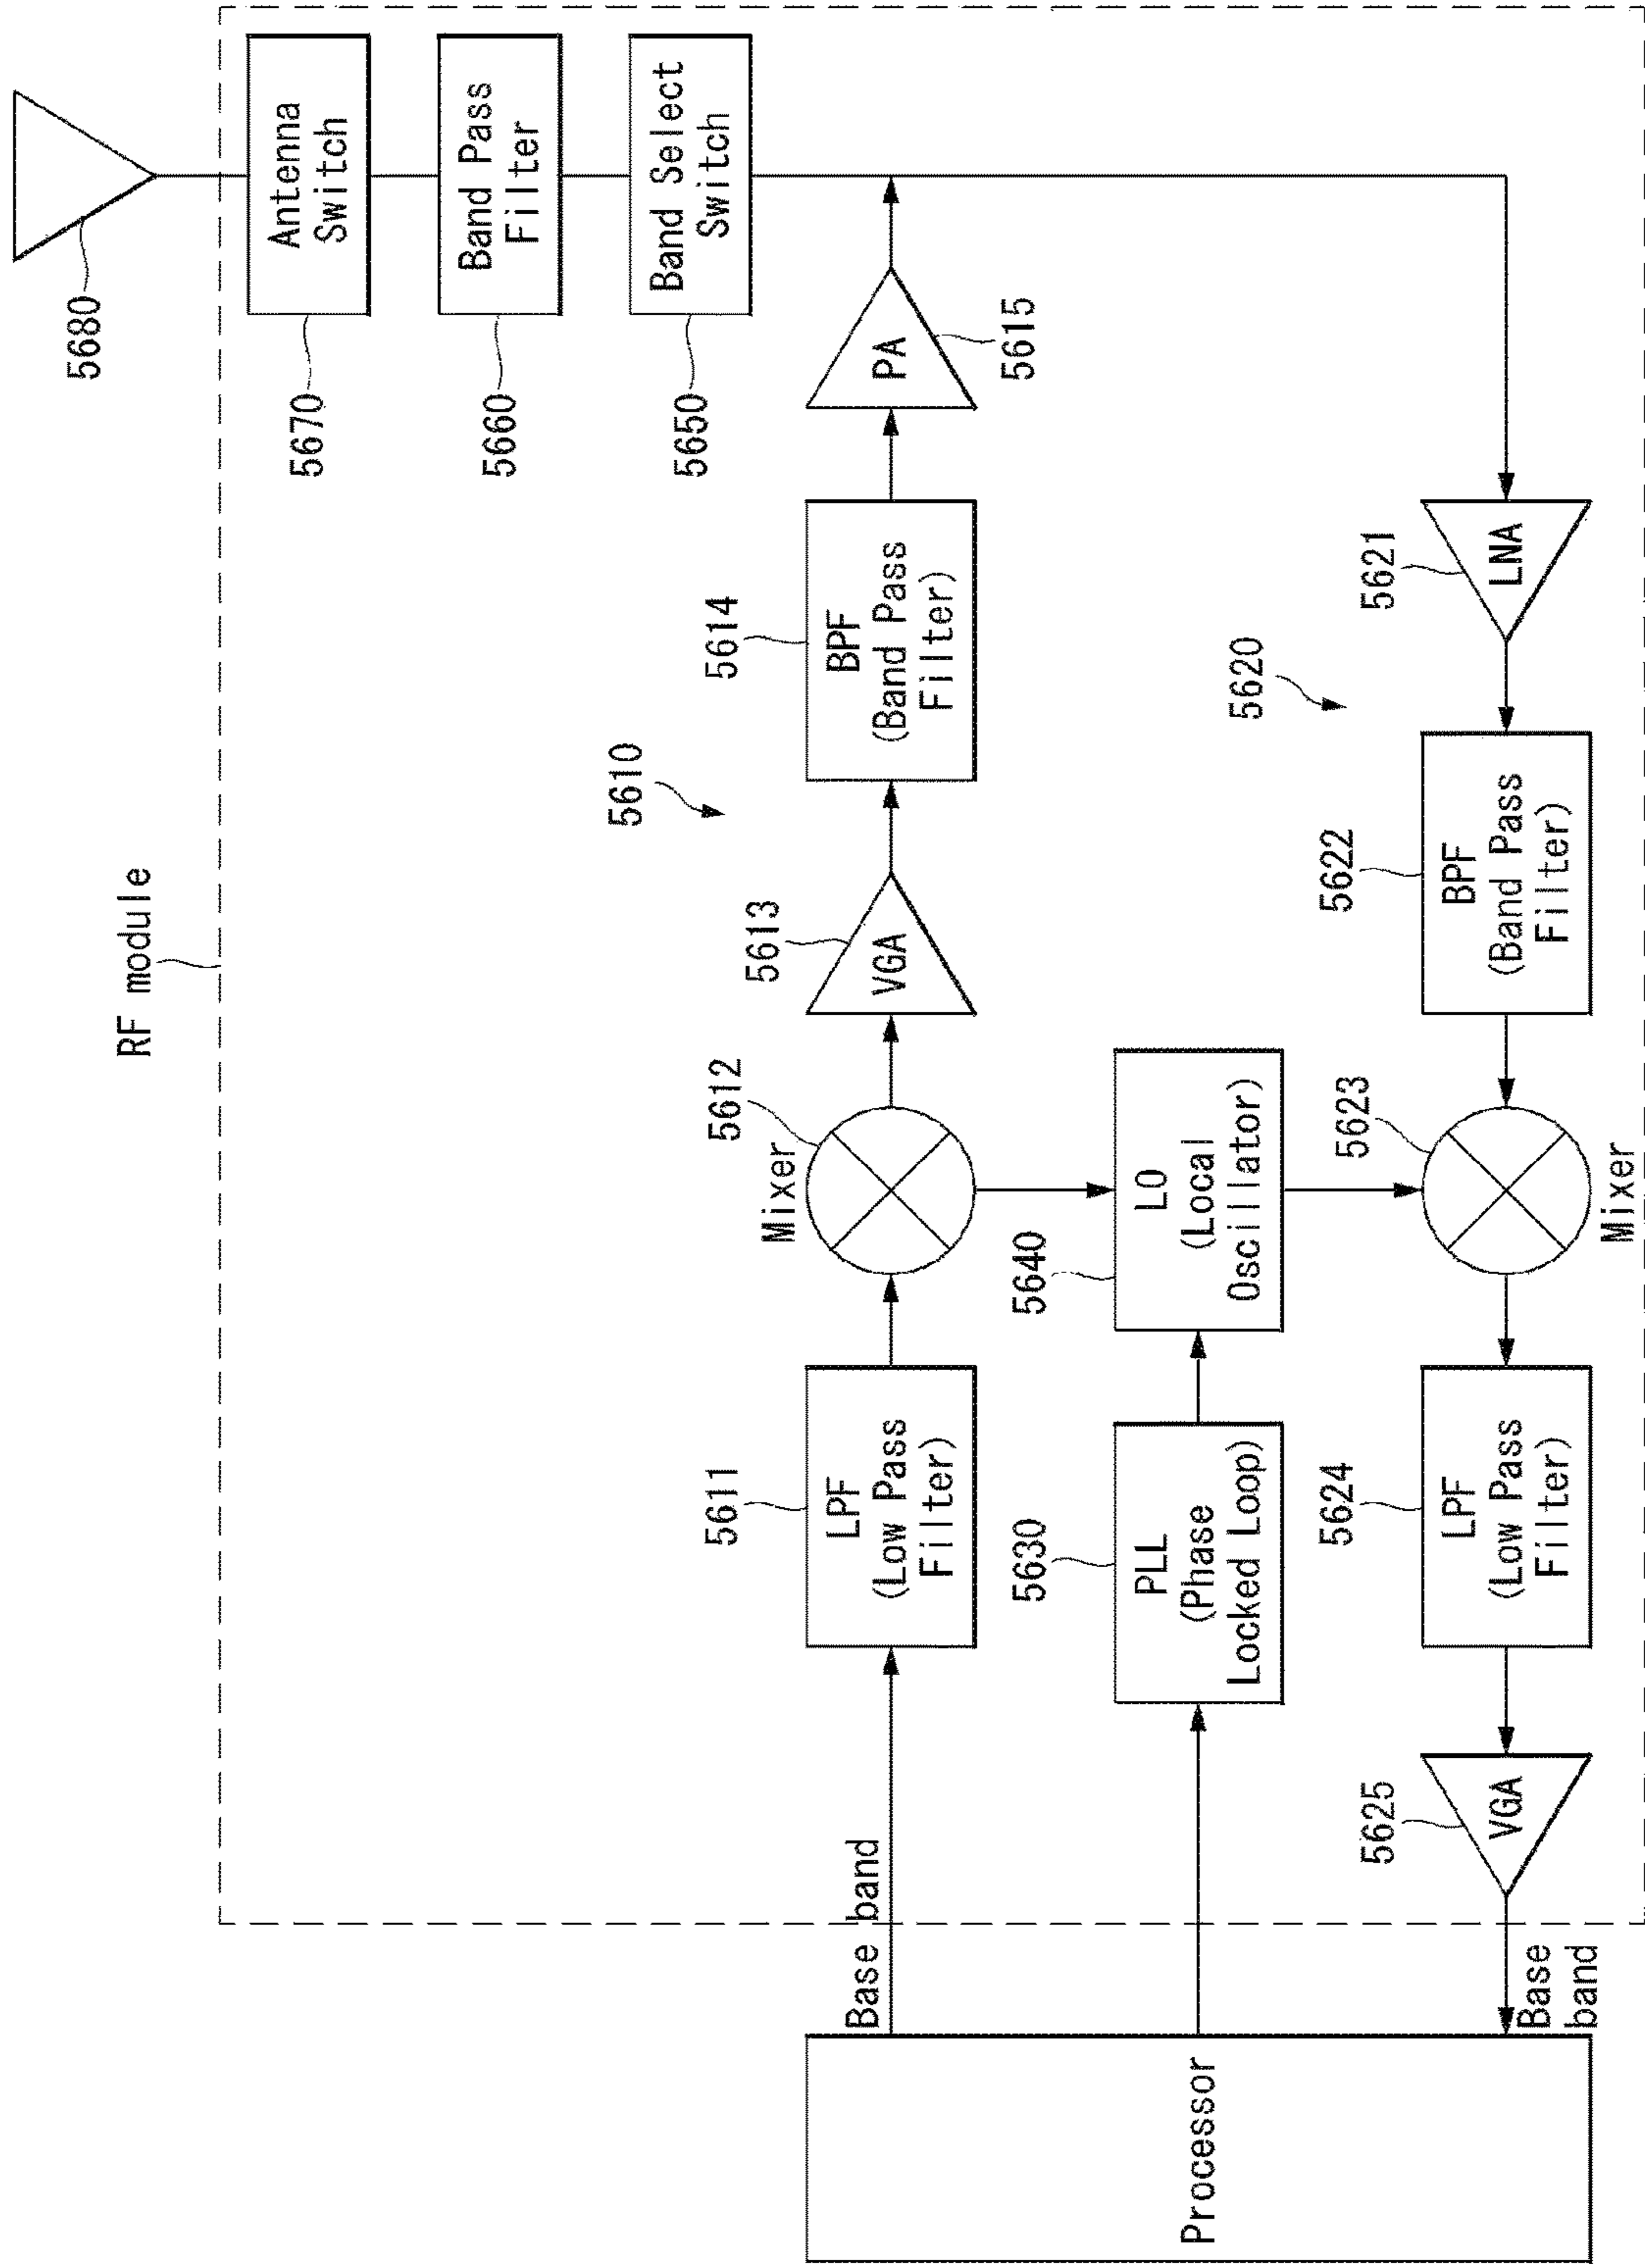 RF module
5680
Antenna
Switch
5670
Band Pass
Filter
5660
Band Select
Switch
5650
5610
5611
LPF
(Low Pass
Filter)
5612
Mixer
5613
VGA
5614
BPF
(Band Pass
Filter)
PA
5615
Base band
Processor
5630
PLL
(Phase
Locked Loop)
5640
LO
(Local
Oscillator)
5620
5621
LNA
5622
BPF
(Band Pass
Filter)
5623
Mixer
5624
LPF
(Low Pass
Filter)
5625
VGA
Base
band